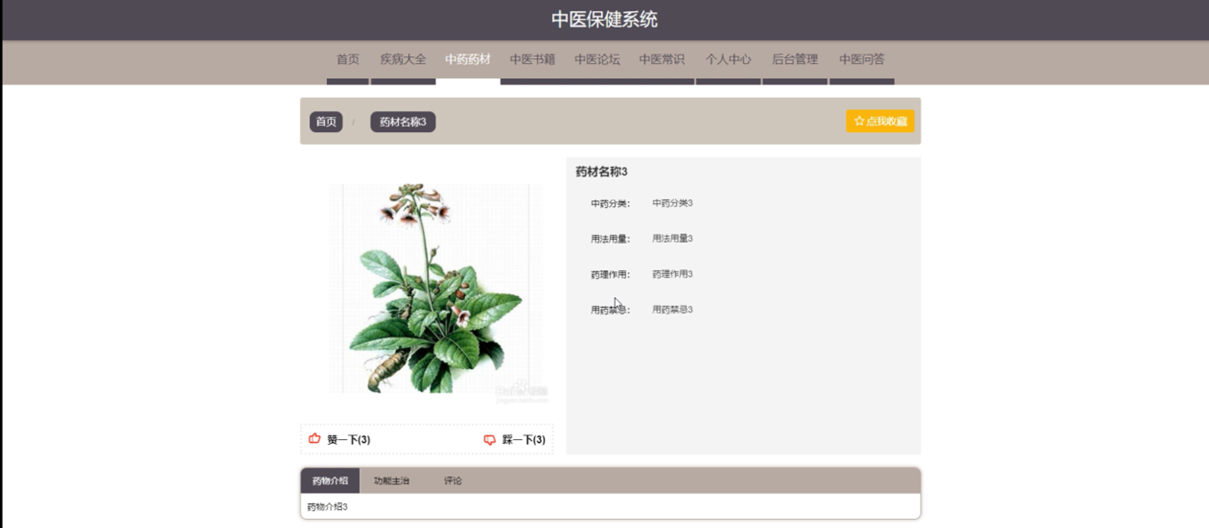 中医保健系统
首页 疾病大全 中药药材 中医书籍 中医论坛 中医常识 个人中心 后台管理 中医问答
首页 / 药材名称3 点我收藏
药材名称3
中药分类: 中药分类3
用法用量: 用法用量3
药理作用: 药理作用3
用药禁忌: 用药禁忌3
赞一下(3) 踩一下(3)
药物介绍 功能主治 评论
药物介绍3